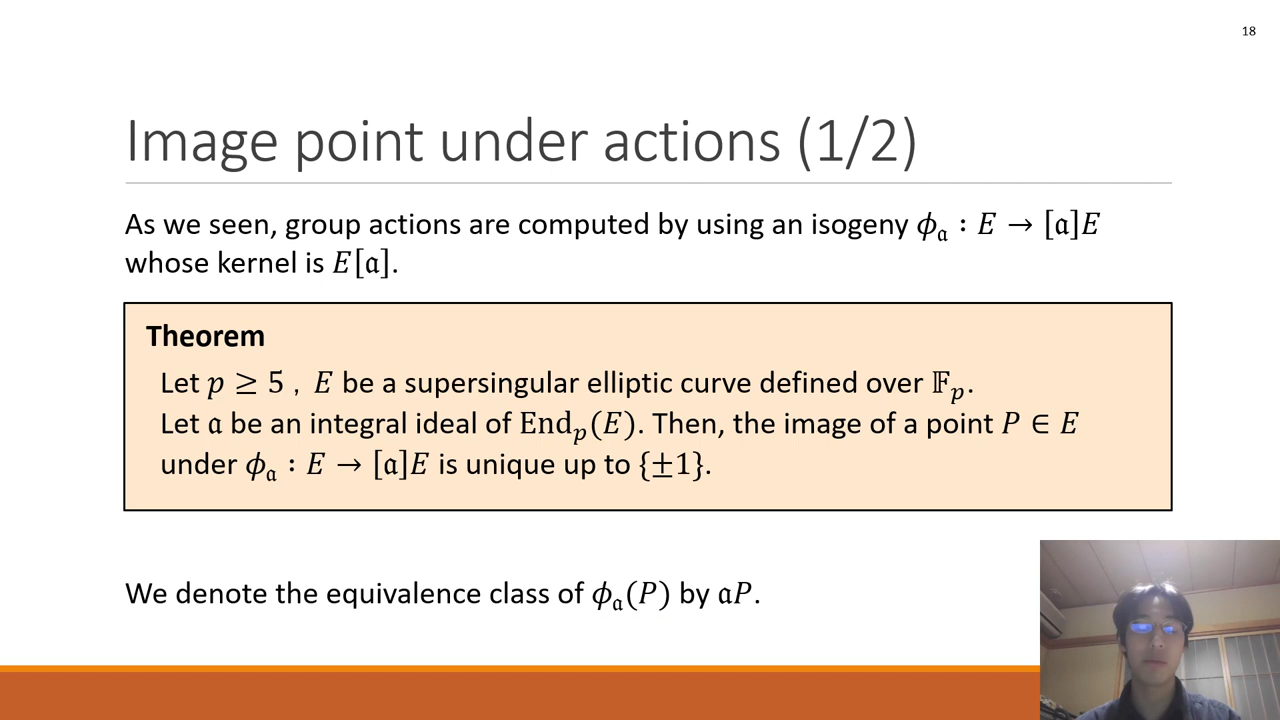 18
Image point under actions (1/2)
As we seen, group actions are computed by using an isogeny 𝜙𝔞 : 𝐸 → [𝔞]𝐸
whose kernel is 𝐸[𝔞].
Theorem
Let 𝑝 ≥ 5 , 𝐸 be a supersingular elliptic curve defined over 𝔽𝑝.
Let 𝔞 be an integral ideal of End𝑝(𝐸). Then, the image of a point 𝑃 ∈ 𝐸
under 𝜙𝔞 : 𝐸 → [𝔞]𝐸 is unique up to {±1}.
We denote the equivalence class of 𝜙𝔞(𝑃) by 𝔞𝑃.